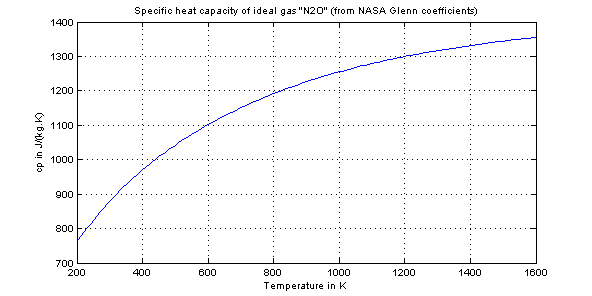 Specific heat capacity of ideal gas "N2O" (from NASA Glenn coefficients)
1400
1300
1200
1100
1000
900
800
700
cp in J/(kg.K)
200 400 600 800 1000 1200 1400 1600
Temperature in K